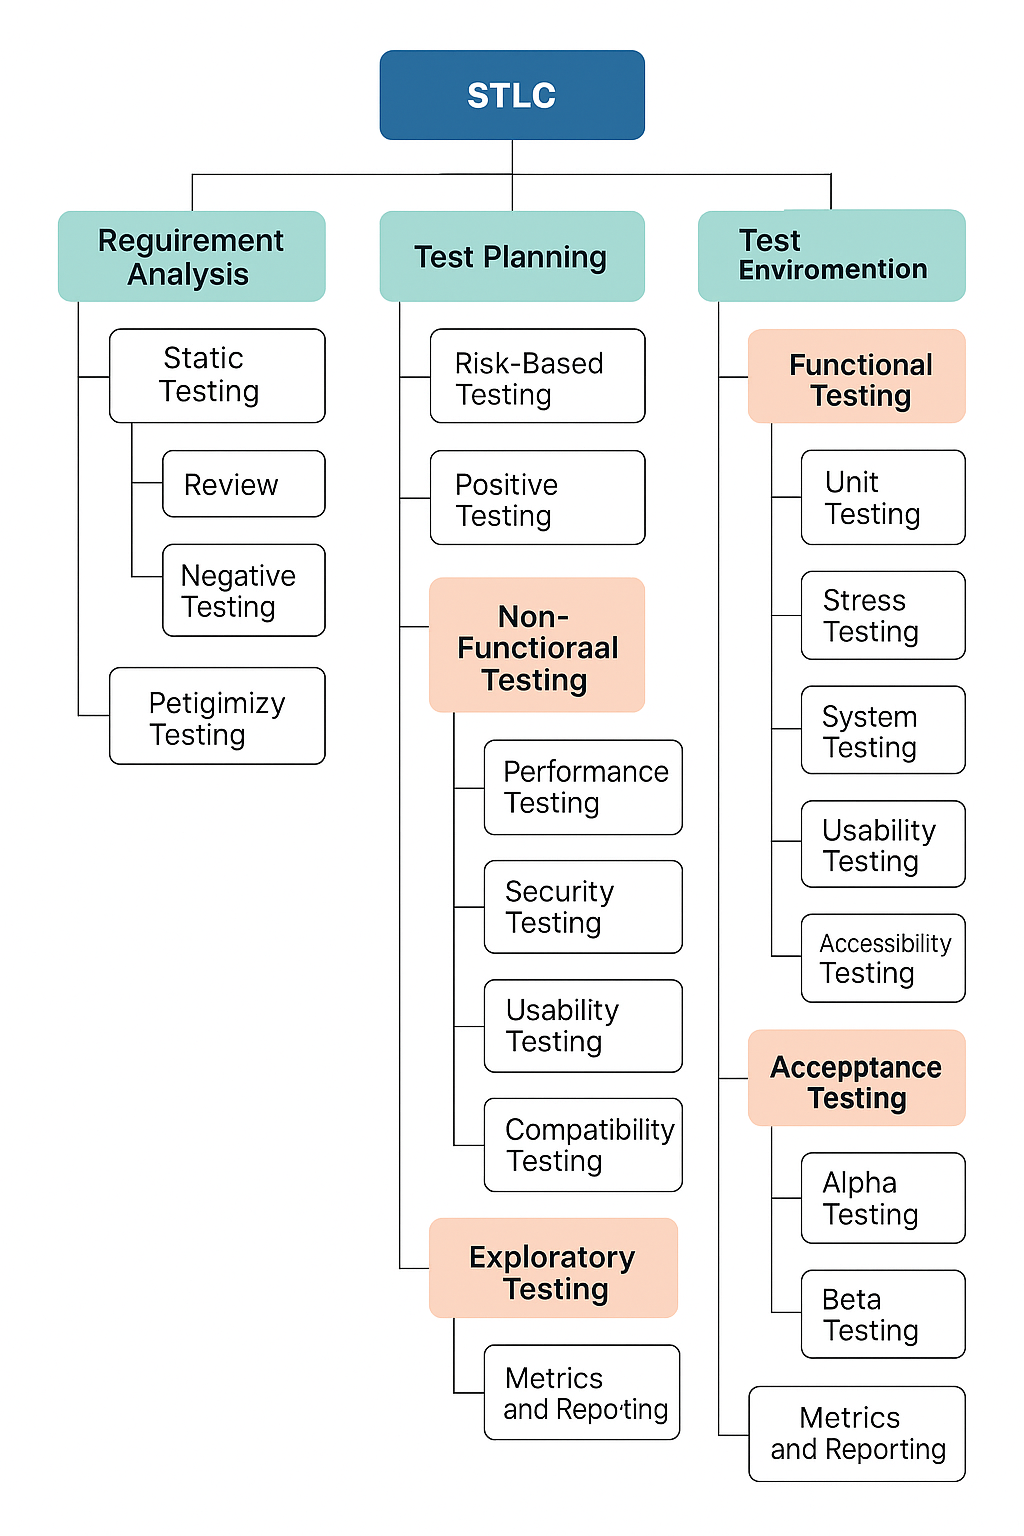 STLC
Reguirement
Analysis
Static
Testing
Review
Negative
Testing
Petigimizy
Testing
Test Planning
Risk-Based
Testing
Positive
Testing
Non-
Functioraal
Testing
Performance
Testing
Security
Testing
Usability
Testing
Compatibility
Testing
Exploratory
Testing
Metrics
and Reporting
Test
Enviromention
Functional
Testing
Unit
Testing
Stress
Testing
System
Testing
Usability
Testing
Accessibility
Testing
Accepptance
Testing
Alpha
Testing
Beta
Testing
Metrics
and Reporting